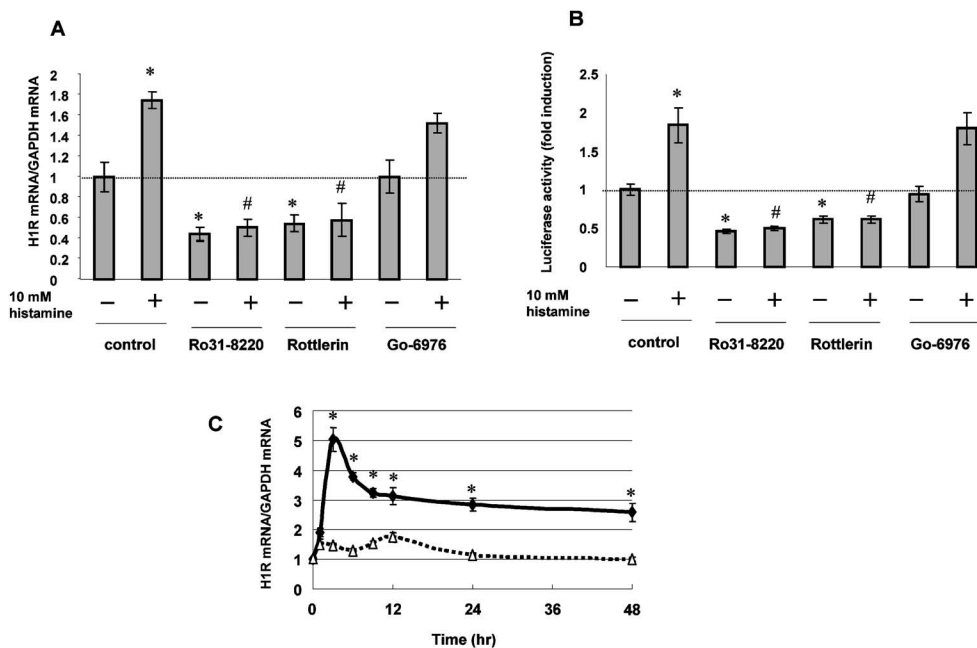 A
H1R mRNA/GAPDH mRNA
2
1.8
1.6
1.4
1.2
1
0.8
0.6
0.4
0.2
0
*
*
#
*
#
10 mM
histamine
− + − + − + − +
control Ro31-8220 Rottlerin Go-6976
B
Luciferase activity (fold induction)
2.5
2
1.5
1
0.5
0
*
*
#
*
#
10 mM
histamine
− + − + − + − +
control Ro31-8220 Rottlerin Go-6976
C
H1R mRNA/GAPDH mRNA
6
5
4
3
2
1
0
* * * * * *
0 12 24 36 48
Time (hr)